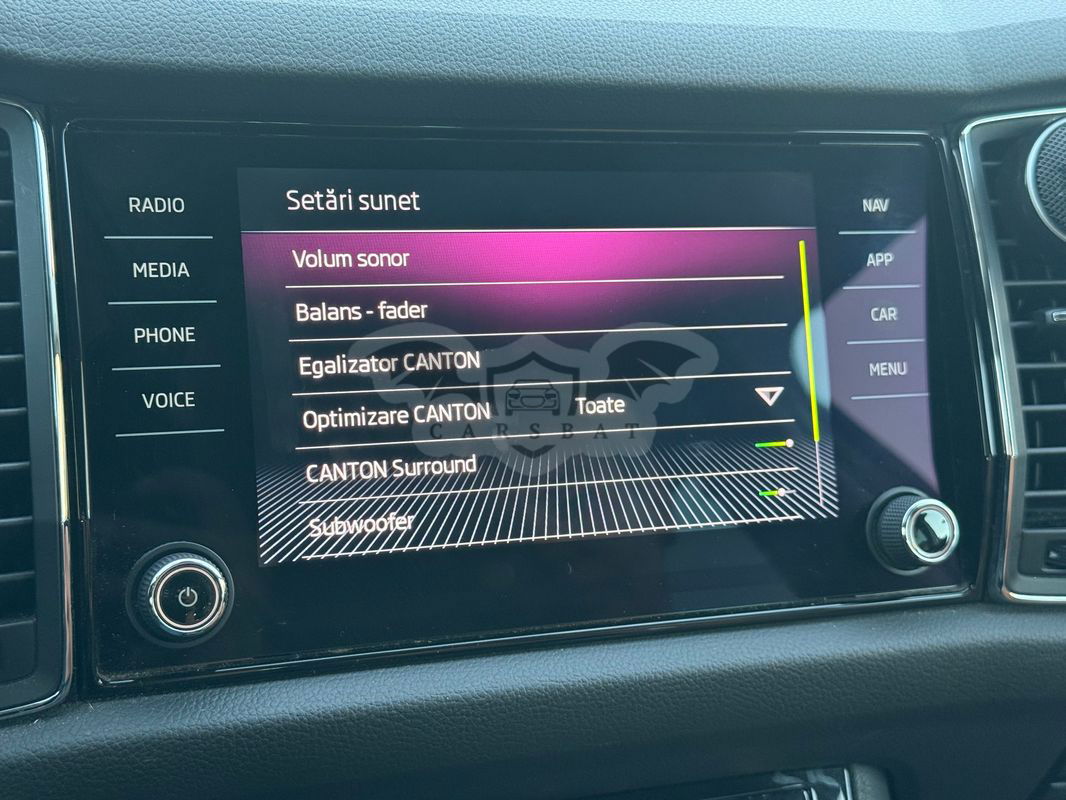 RADIO
MEDIA
PHONE
VOICE
Setări sunet
Volum sonor
Balans - fader
Egalizator CANTON
Optimizare CANTON Toate
CARSBAT
CANTON Surround
Subwoofer
NAV
APP
CAR
MENU